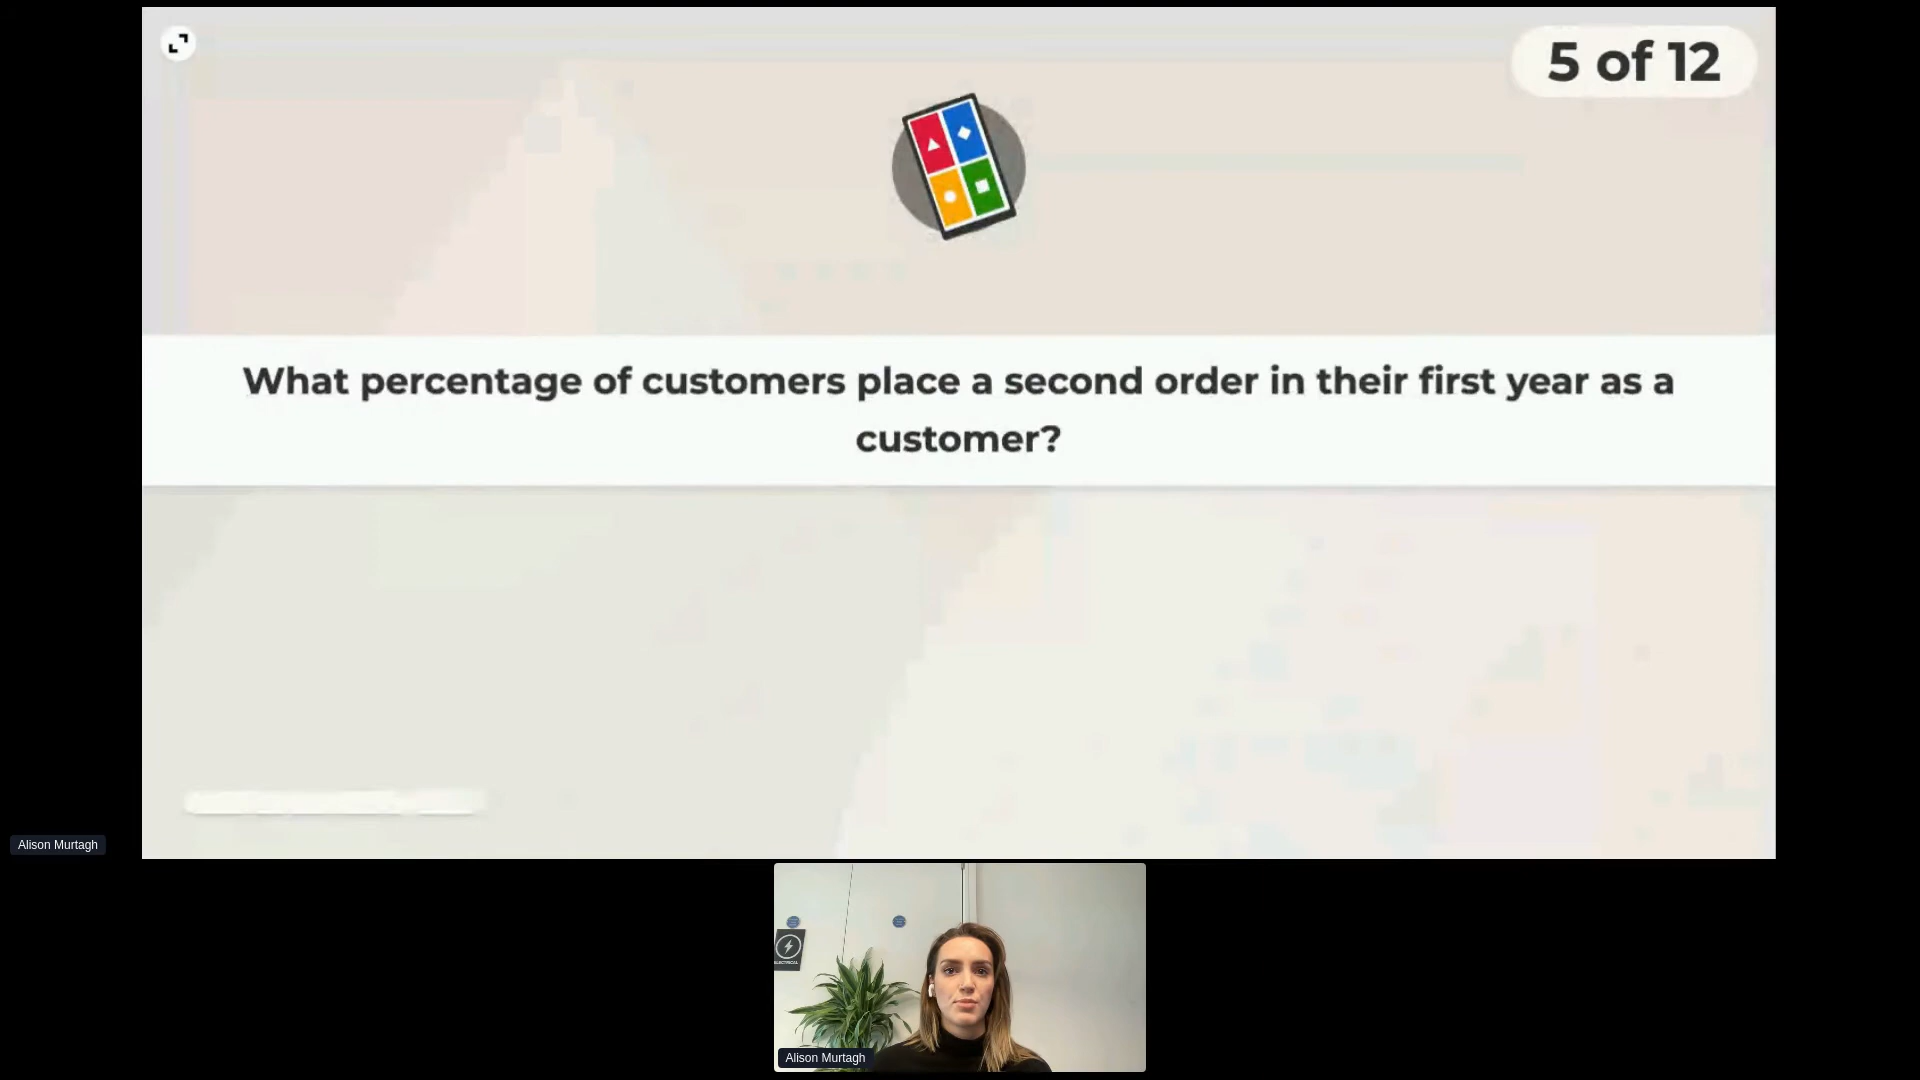 5 of 12
What percentage of customers place a second order in their first year as a
customer?
Alison Murtagh
ELECTRICAL
Alison Murtagh